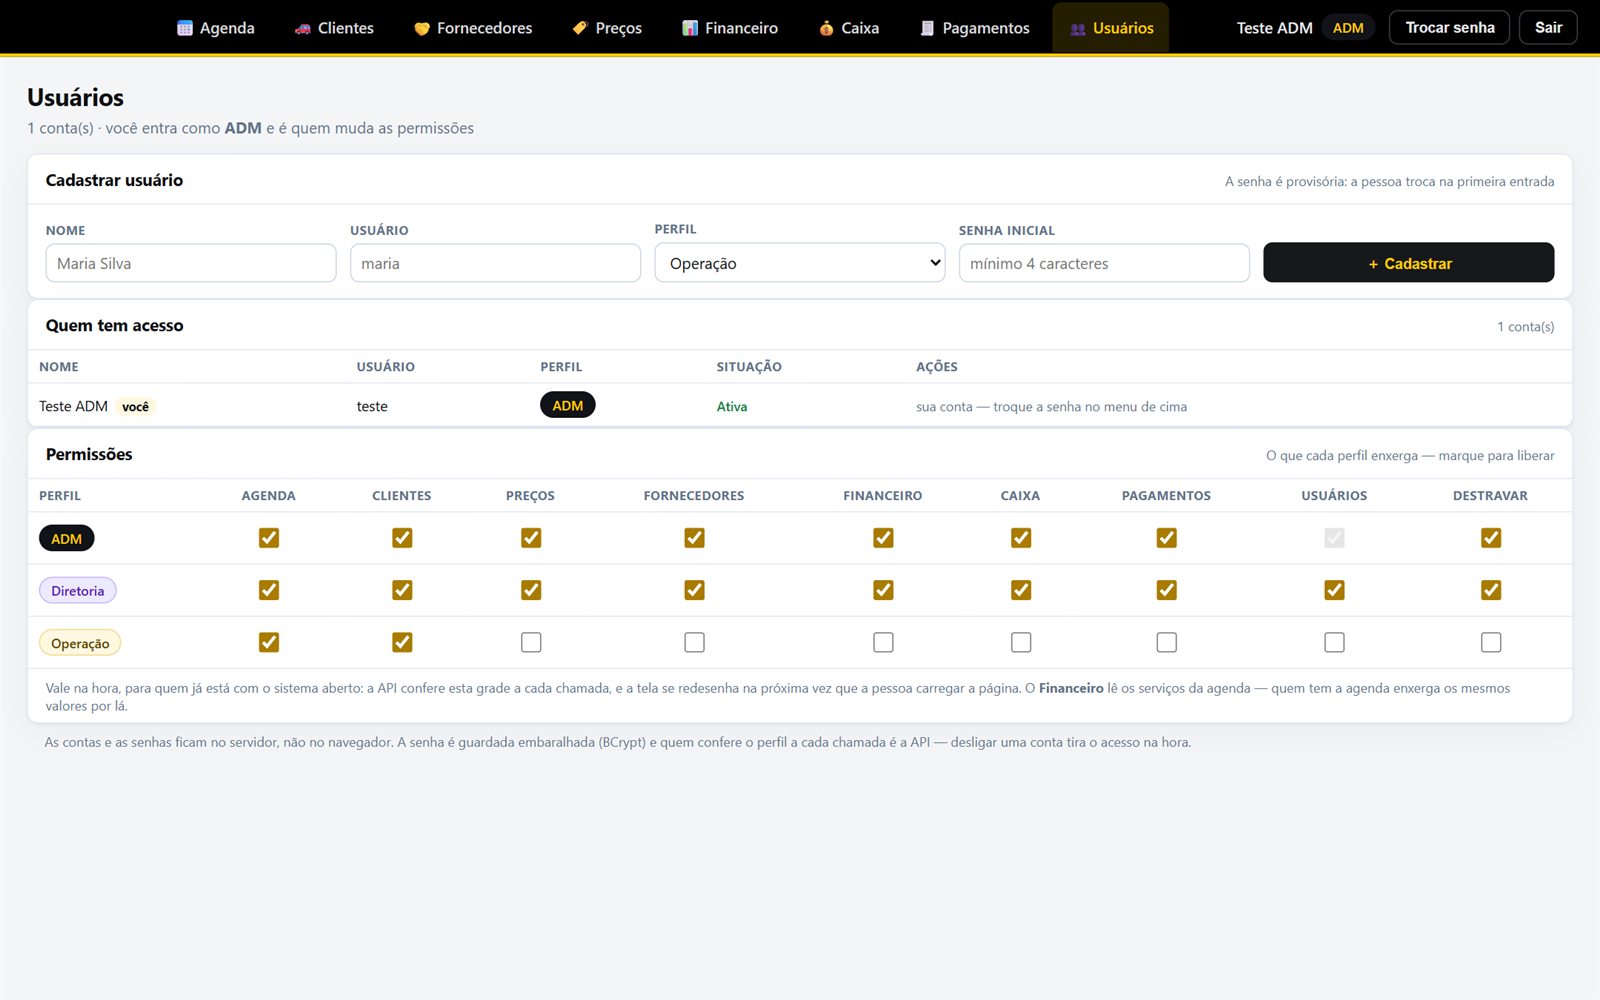 Agenda Clientes Fornecedores Preços Financeiro Caixa Pagamentos Usuários Teste ADM ADM Trocar senha Sair
Usuários
1 conta(s) · você entra como ADM e é quem muda as permissões
Cadastrar usuário A senha é provisória: a pessoa troca na primeira entrada
NOME USUÁRIO PERFIL SENHA INICIAL
Maria Silva maria Operação mínimo 4 caracteres + Cadastrar
Quem tem acesso 1 conta(s)
NOME USUÁRIO PERFIL SITUAÇÃO AÇÕES
Teste ADM você teste ADM Ativa sua conta — troque a senha no menu de cima
Permissões O que cada perfil enxerga — marque para liberar
PERFIL AGENDA CLIENTES PREÇOS FORNECEDORES FINANCEIRO CAIXA PAGAMENTOS USUÁRIOS DESTRAVAR
ADM
Diretoria
Operação
Vale na hora, para quem já está com o sistema aberto: a API confere esta grade a cada chamada, e a tela se redesenha na próxima vez que a pessoa carregar a página. O Financeiro lê os serviços da agenda — quem tem a agenda enxerga os mesmos
valores por lá.
As contas e as senhas ficam no servidor, não no navegador. A senha é guardada embaralhada (BCrypt) e quem confere o perfil a cada chamada é a API — desligar uma conta tira o acesso na hora.